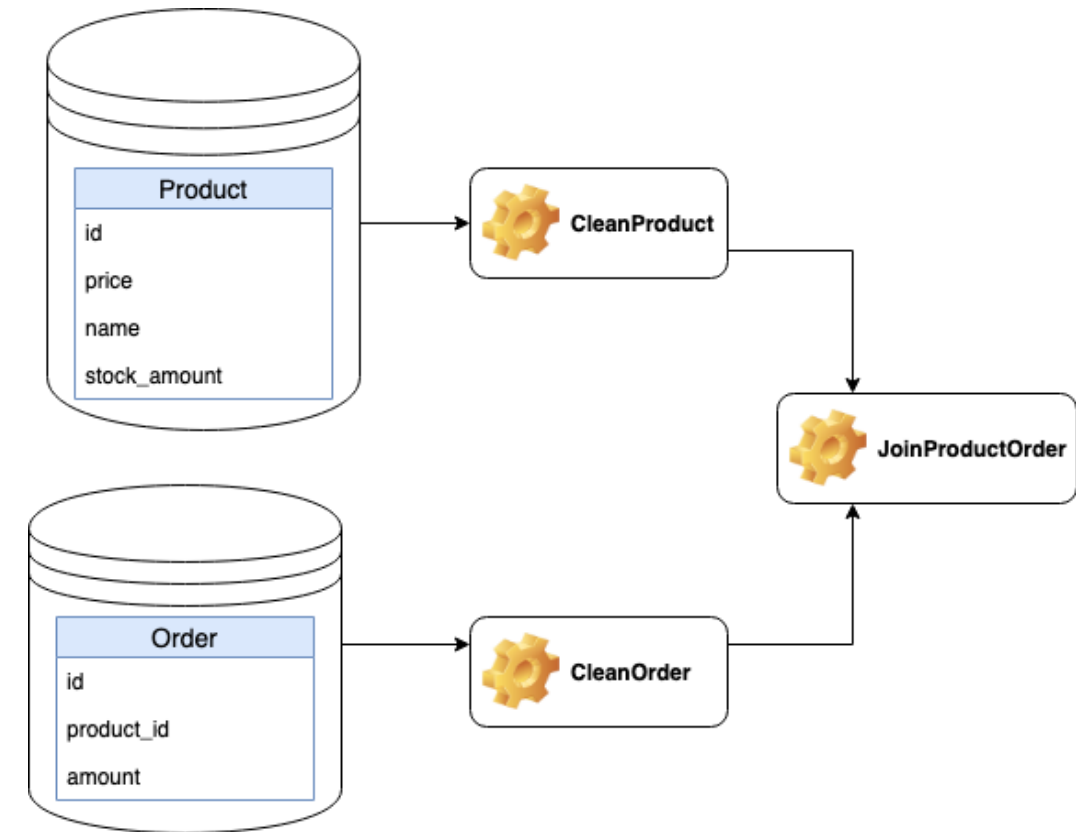 Product
id
price
name
stock_amount
CleanProduct
JoinProductOrder
Order
id
product_id
amount
CleanOrder